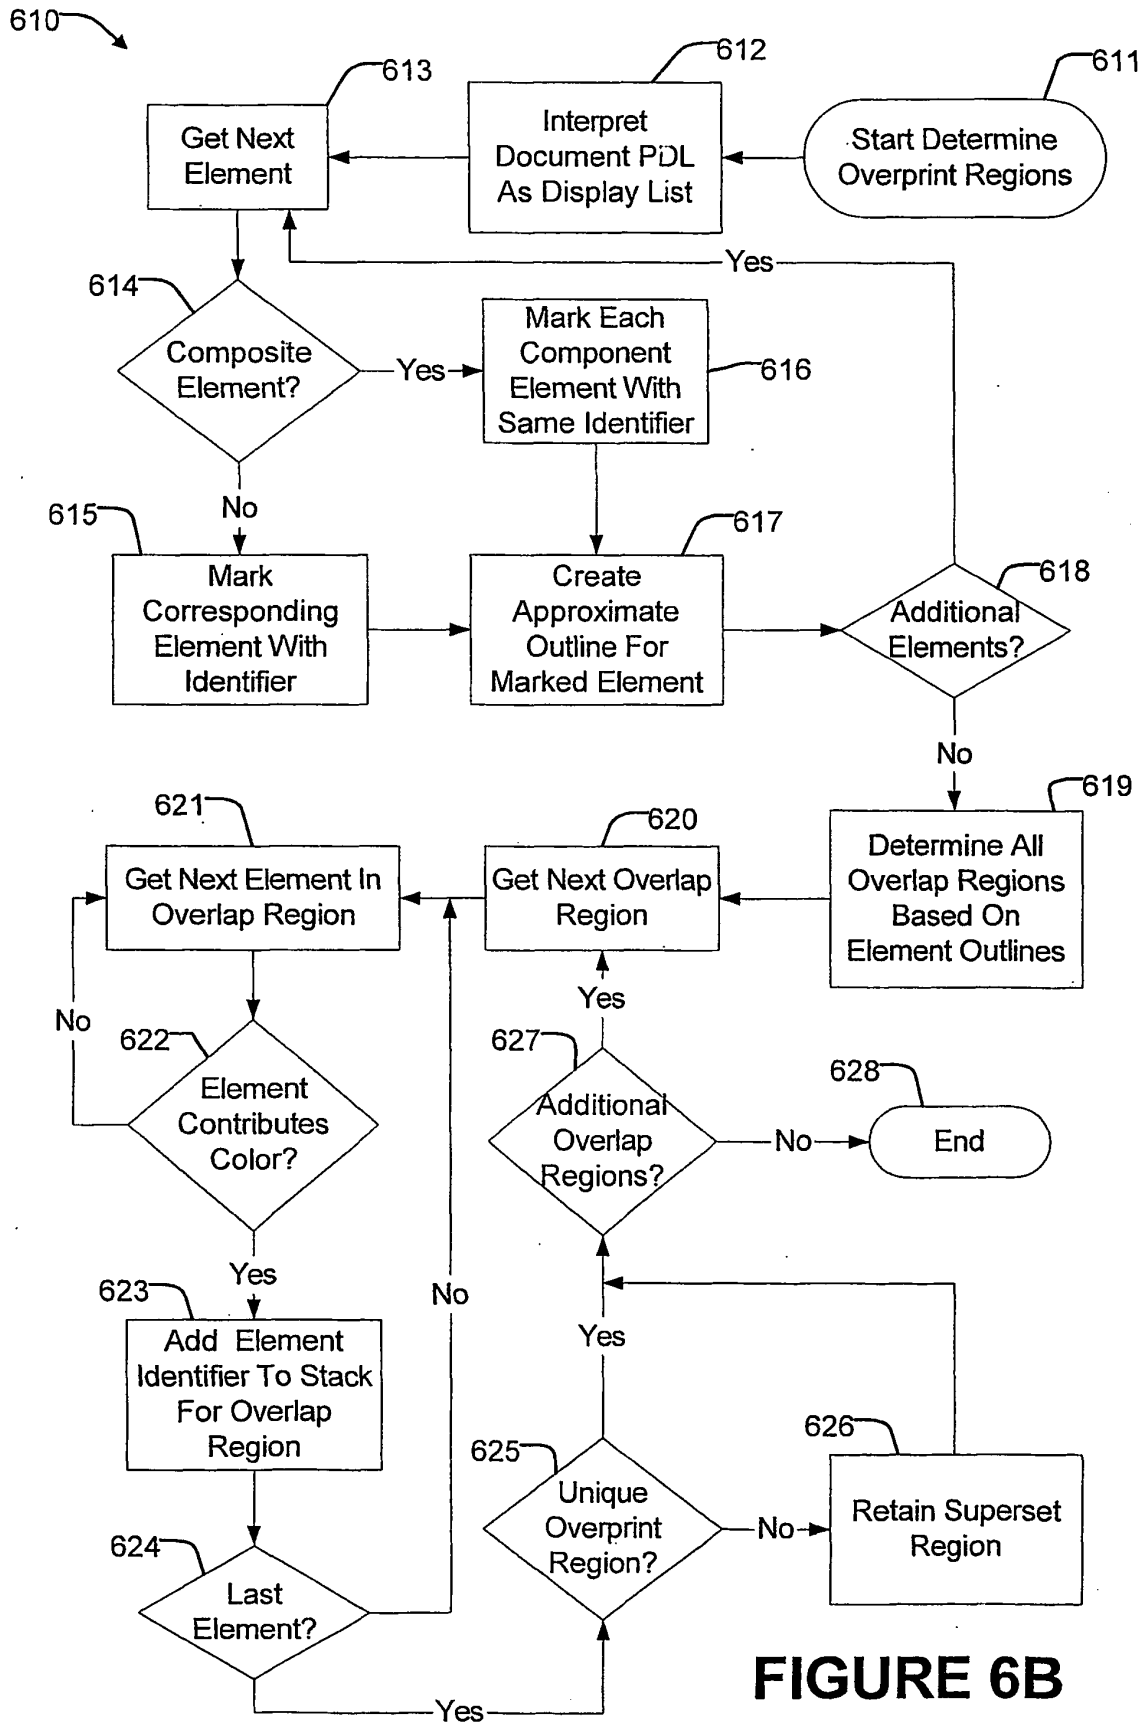 610
613
612
611
Get Next
Element
Interpret
Document PDL
As Display List
Start Determine
Overprint Regions
Yes
614
Composite
Element?
Yes
Mark Each
Component
Element With
Same Identifier
616
No
615
Mark
Corresponding
Element With
Identifier
617
Create
Approximate
Outline For
Marked Element
618
Additional
Elements?
No
619
Determine All
Overlap Regions
Based On
Element Outlines
620
Get Next Overlap
Region
621
Get Next Element In
Overlap Region
No
622
Element
Contributes
Color?
Yes
623
Add Element
Identifier To Stack
For Overlap
Region
624
Last
Element?
No
Yes
625
Unique
Overprint
Region?
No
626
Retain Superset
Region
Yes
627
Additional
Overlap
Regions?
Yes
No
628
End
FIGURE 6B